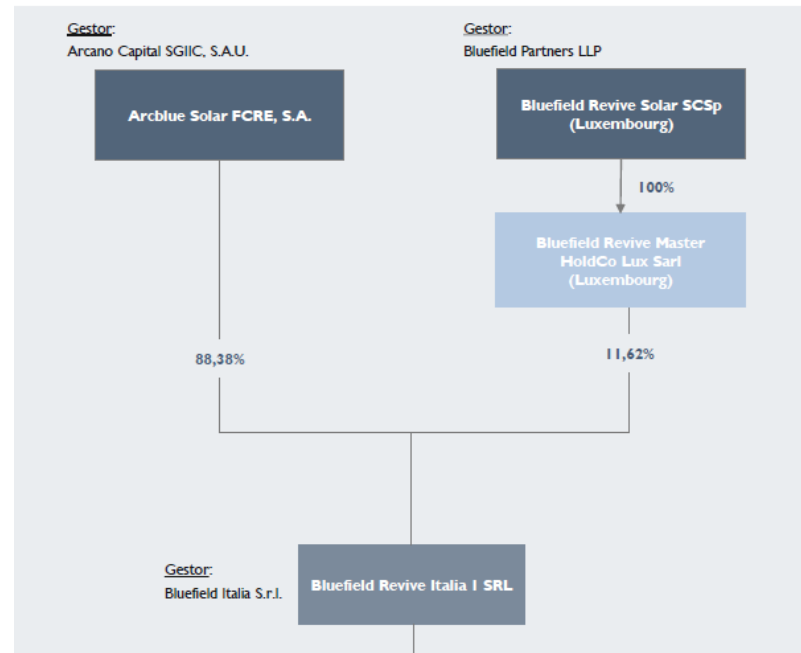 Gestor:
Arcano Capital SGIIC, S.A.U.
Gestor:
Bluefield Partners LLP
Arcblue Solar FCRE, S.A.
Bluefield Revive Solar SCSp
(Luxembourg)
100%
Bluefield Revive Master
HoldCo Lux Sarl
(Luxembourg)
88,38%
11,62%
Gestor:
Bluefield Italia S.r.l.
Bluefield Revive Italia I SRL